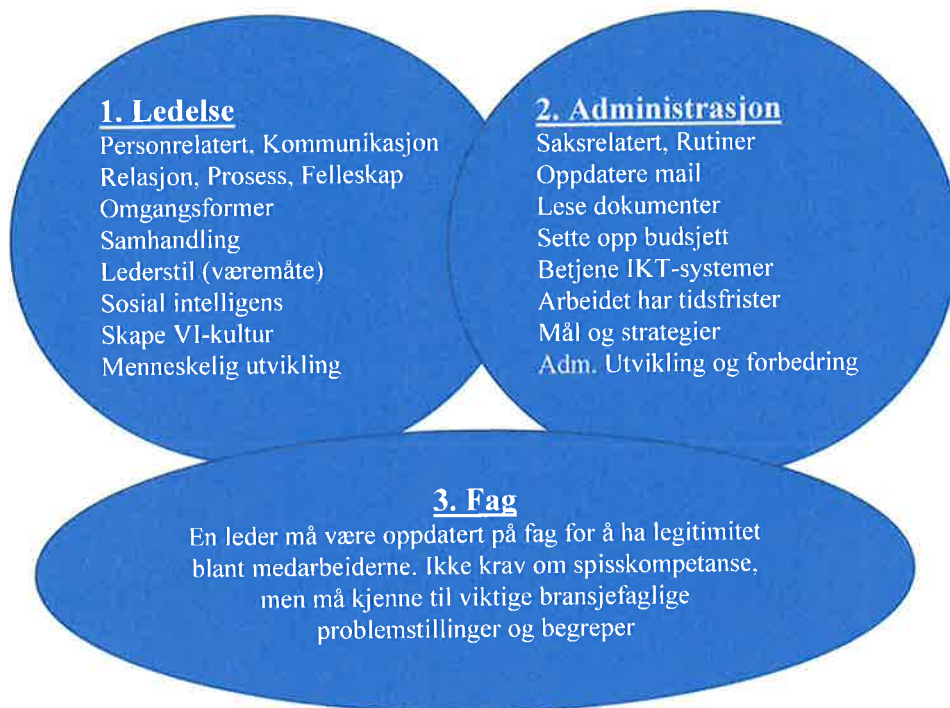 1. Ledelse
Personrelatert, Kommunikasjon
Relasjon, Prosess, Felleskap
Omgangsformer
Samhandling
Lederstil (væremåte)
Sosial intelligens
Skape VI-kultur
Menneskelig utvikling
2. Administrasjon
Saksrelatert, Rutiner
Oppdatere mail
Lese dokumenter
Sette opp budsjett
Betjene IKT-systemer
Arbeidet har tidsfrister
Mål og strategier
Adm. Utvikling og forbedring
3. Fag
En leder må være oppdatert på fag for å ha legitimitet
blant medarbeiderne. Ikke krav om spisskompetanse,
men må kjenne til viktige bransjefaglige
problemstillinger og begreper